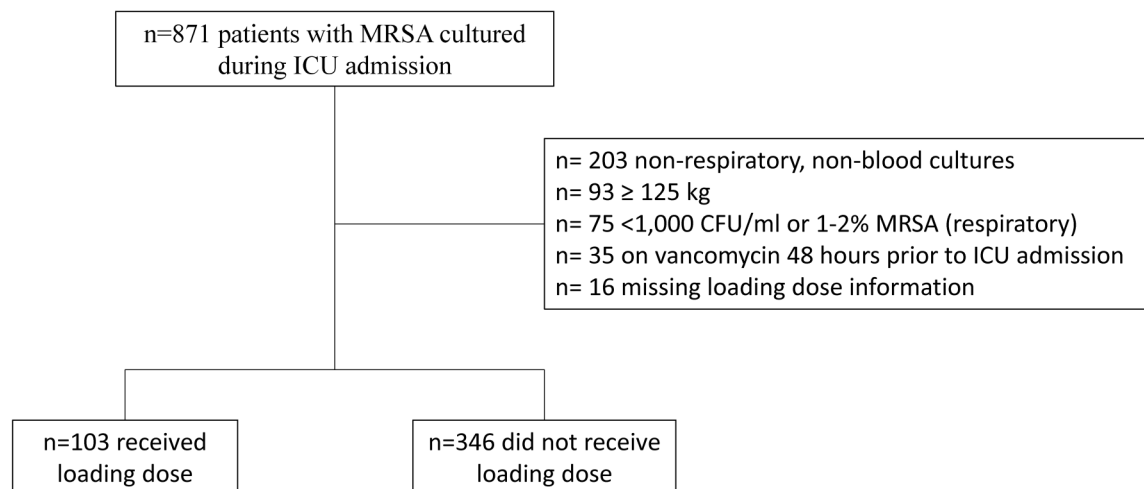 n=871 patients with MRSA cultured
during ICU admission
n= 203 non-respiratory, non-blood cultures
n= 93 ≥ 125 kg
n= 75 <1,000 CFU/ml or 1-2% MRSA (respiratory)
n= 35 on vancomycin 48 hours prior to ICU admission
n= 16 missing loading dose information
n=103 received
loading dose
n=346 did not receive
loading dose